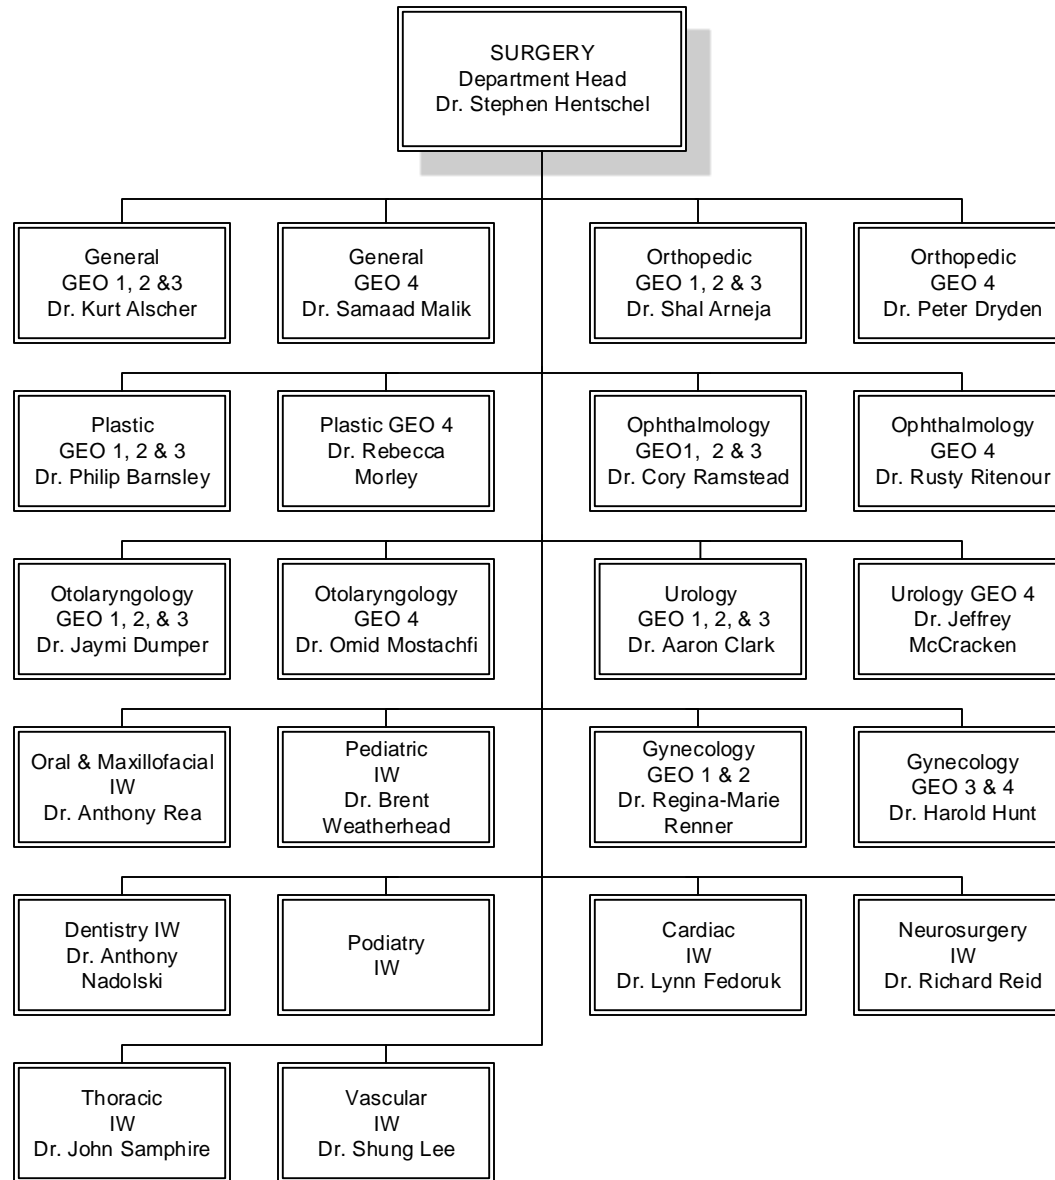 SURGERY
Department Head
Dr. Stephen Hentschel
General
GEO 1, 2 &3
Dr. Kurt Alscher
General
GEO 4
Dr. Samaad Malik
Orthopedic
GEO 1, 2 & 3
Dr. Shal Arneja
Orthopedic
GEO 4
Dr. Peter Dryden
Plastic
GEO 1, 2 & 3
Dr. Philip Barnsley
Plastic GEO 4
Dr. Rebecca
Morley
Ophthalmology
GEO1, 2 & 3
Dr. Cory Ramstead
Ophthalmology
GEO 4
Dr. Rusty Ritenour
Otolaryngology
GEO 1, 2, & 3
Dr. Jaymi Dumper
Otolaryngology
GEO 4
Dr. Omid Mostachfi
Urology
GEO 1, 2, & 3
Dr. Aaron Clark
Urology GEO 4
Dr. Jeffrey
McCracken
Oral & Maxillofacial
IW
Dr. Anthony Rea
Pediatric
IW
Dr. Brent
Weatherhead
Gynecology
GEO 1 & 2
Dr. Regina-Marie
Renner
Gynecology
GEO 3 & 4
Dr. Harold Hunt
Dentistry IW
Dr. Anthony
Nadolski
Podiatry
IW
Cardiac
IW
Dr. Lynn Fedoruk
Neurosurgery
IW
Dr. Richard Reid
Thoracic
IW
Dr. John Samphire
Vascular
IW
Dr. Shung Lee